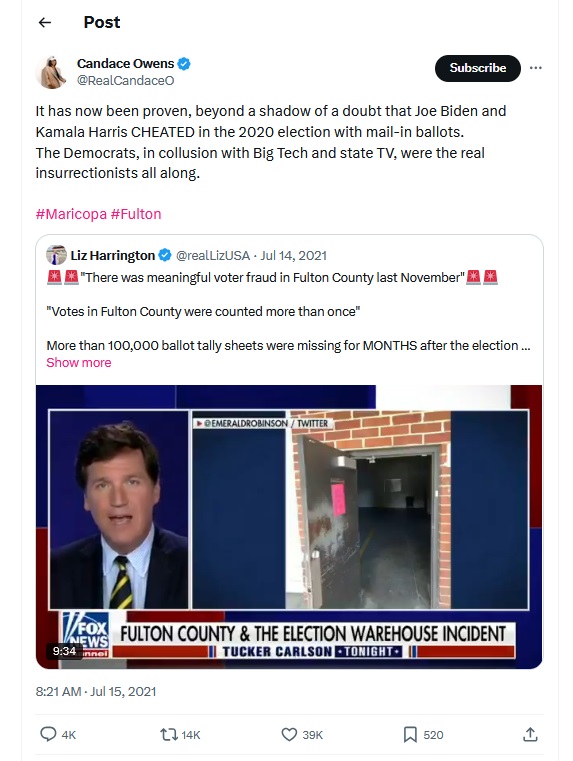 Post
Candace Owens
@RealCandaceO
Subscribe
It has now been proven, beyond a shadow of a doubt that Joe Biden and
Kamala Harris CHEATED in the 2020 election with mail-in ballots.
The Democrats, in collusion with Big Tech and state TV, were the real
insurrectionists all along.
#Maricopa #Fulton
Liz Harrington @realLizUSA · Jul 14, 2021
🚨🚨"There was meaningful voter fraud in Fulton County last November"🚨🚨
"Votes in Fulton County were counted more than once"
More than 100,000 ballot tally sheets were missing for MONTHS after the election ...
Show more
@EMERALDROBINSON / TWITTER
FOX
NEWS
channel
FULTON COUNTY & THE ELECTION WAREHOUSE INCIDENT
TUCKER CARLSON TONIGHT
9:34
8:21 AM · Jul 15, 2021
4K
14K
39K
520